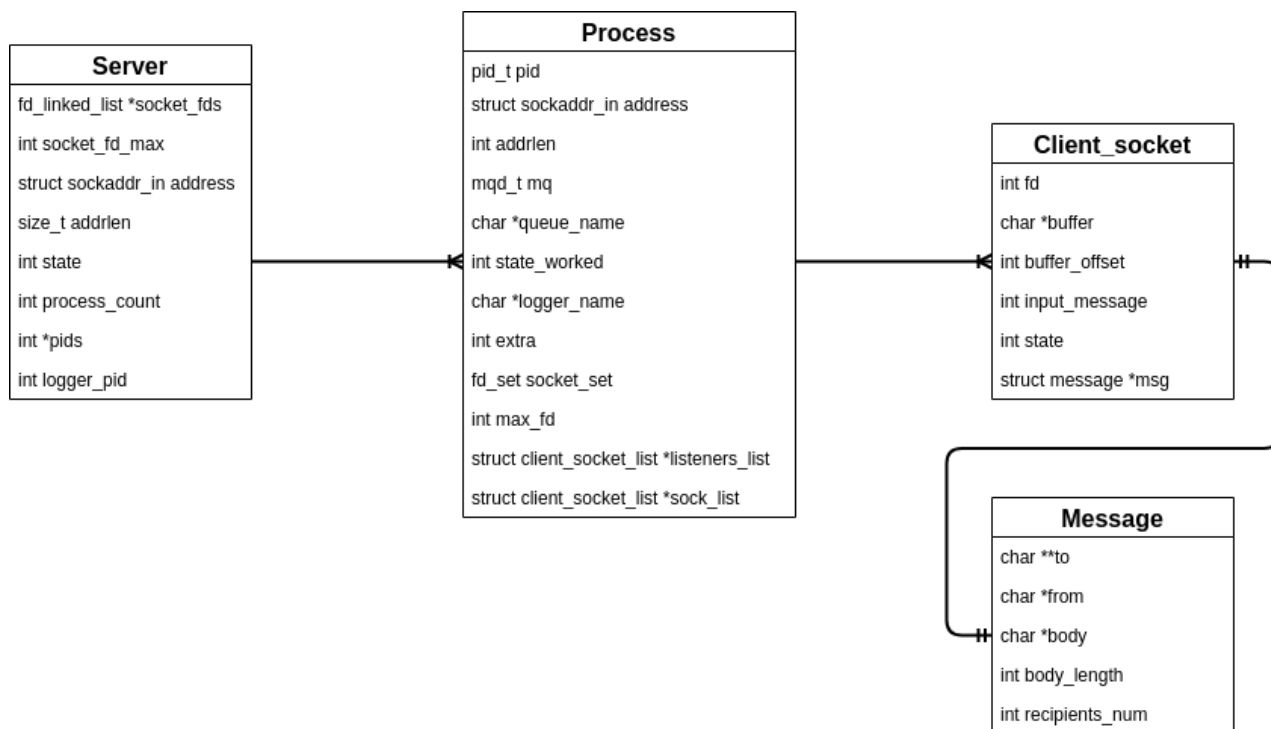 Server
fd_linked_list *socket_fds
int socket_fd_max
struct sockaddr_in address
size_t addrlen
int state
int process_count
int *pids
int logger_pid
Process
pid_t pid
struct sockaddr_in address
int addrlen
mqd_t mq
char *queue_name
int state_worked
char *logger_name
int extra
fd_set socket_set
int max_fd
struct client_socket_list *listeners_list
struct client_socket_list *sock_list
Client_socket
int fd
char *buffer
int buffer_offset
int input_message
int state
struct message *msg
Message
char **to
char *from
char *body
int body_length
int recipients_num